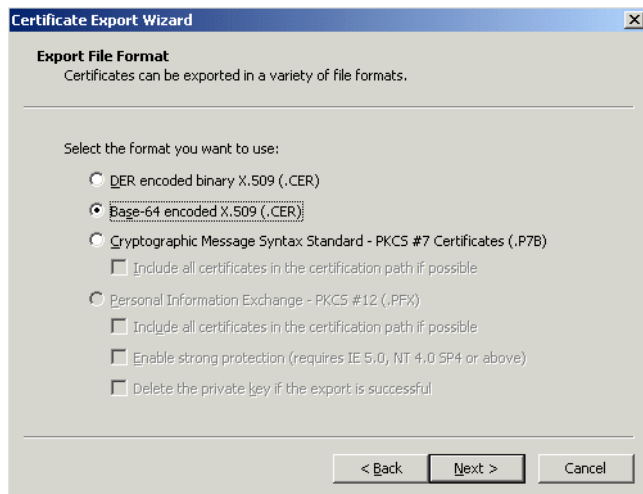 Certificate Export Wizard
Export File Format
Certificates can be exported in a variety of file formats.
Select the format you want to use:
DER encoded binary X.509 (.CER)
Base-64 encoded X.509 (.CER)
Cryptographic Message Syntax Standard - PKCS #7 Certificates (.P7B)
Include all certificates in the certification path if possible
Personal Information Exchange - PKCS #12 (.PFX)
Include all certificates in the certification path if possible
Enable strong protection (requires IE 5.0, NT 4.0 SP4 or above)
Delete the private key if the export is successful
< Back Next > Cancel